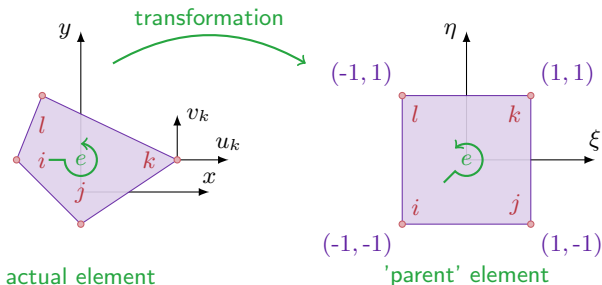 transformation
y
η
(-1, 1)
(1, 1)
l
v_k
l
k
i
e
k
u_k
e
ξ
x
j
i
j
(-1, -1)
(1, -1)
actual element
'parent' element